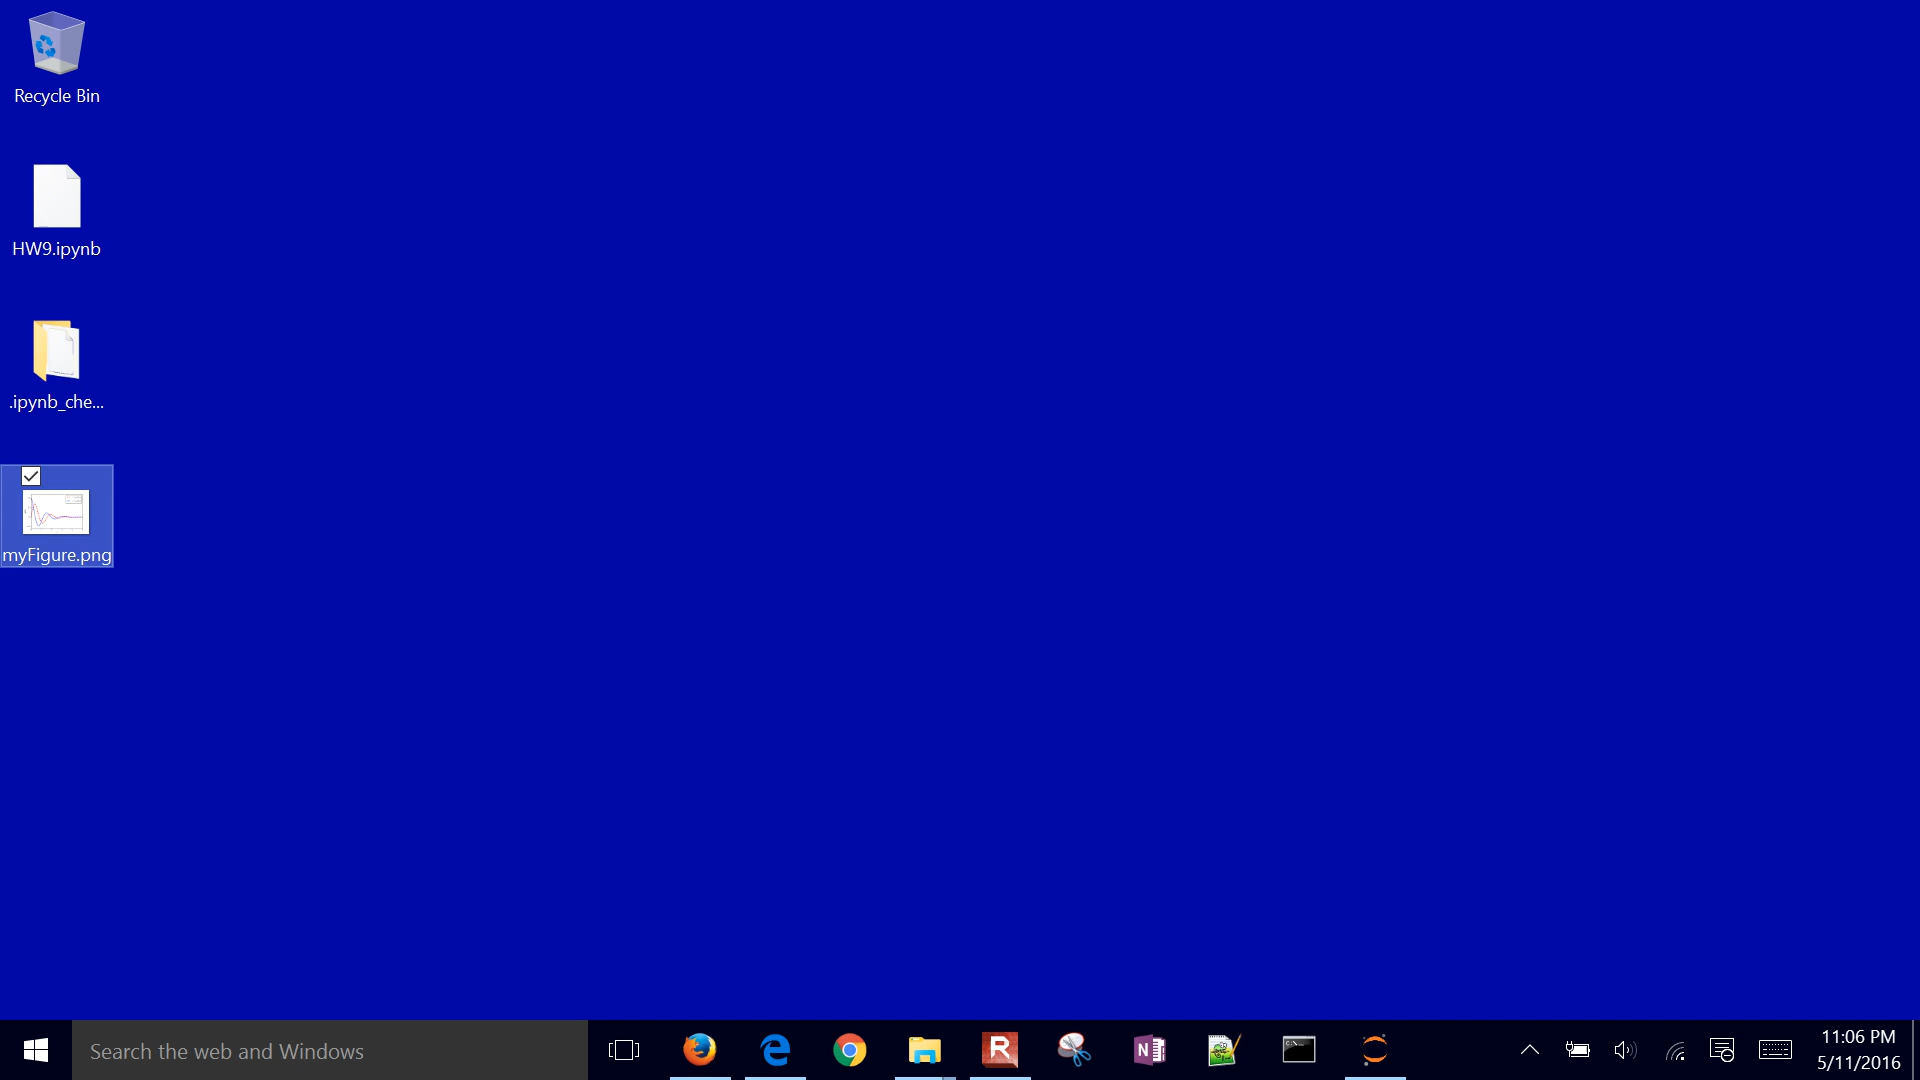 Recycle Bin
HW9.ipynb
.ipynb_che...
myFigure.png
Search the web and Windows
R
N
C:\.
11:06 PM
5/11/2016